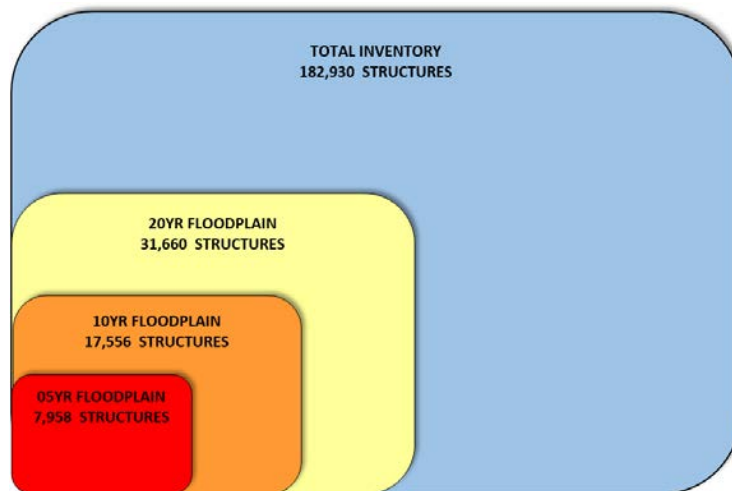 TOTAL INVENTORY
182,930 STRUCTURES
20YR FLOODPLAIN
31,660 STRUCTURES
10YR FLOODPLAIN
17,556 STRUCTURES
05YR FLOODPLAIN
7,958 STRUCTURES